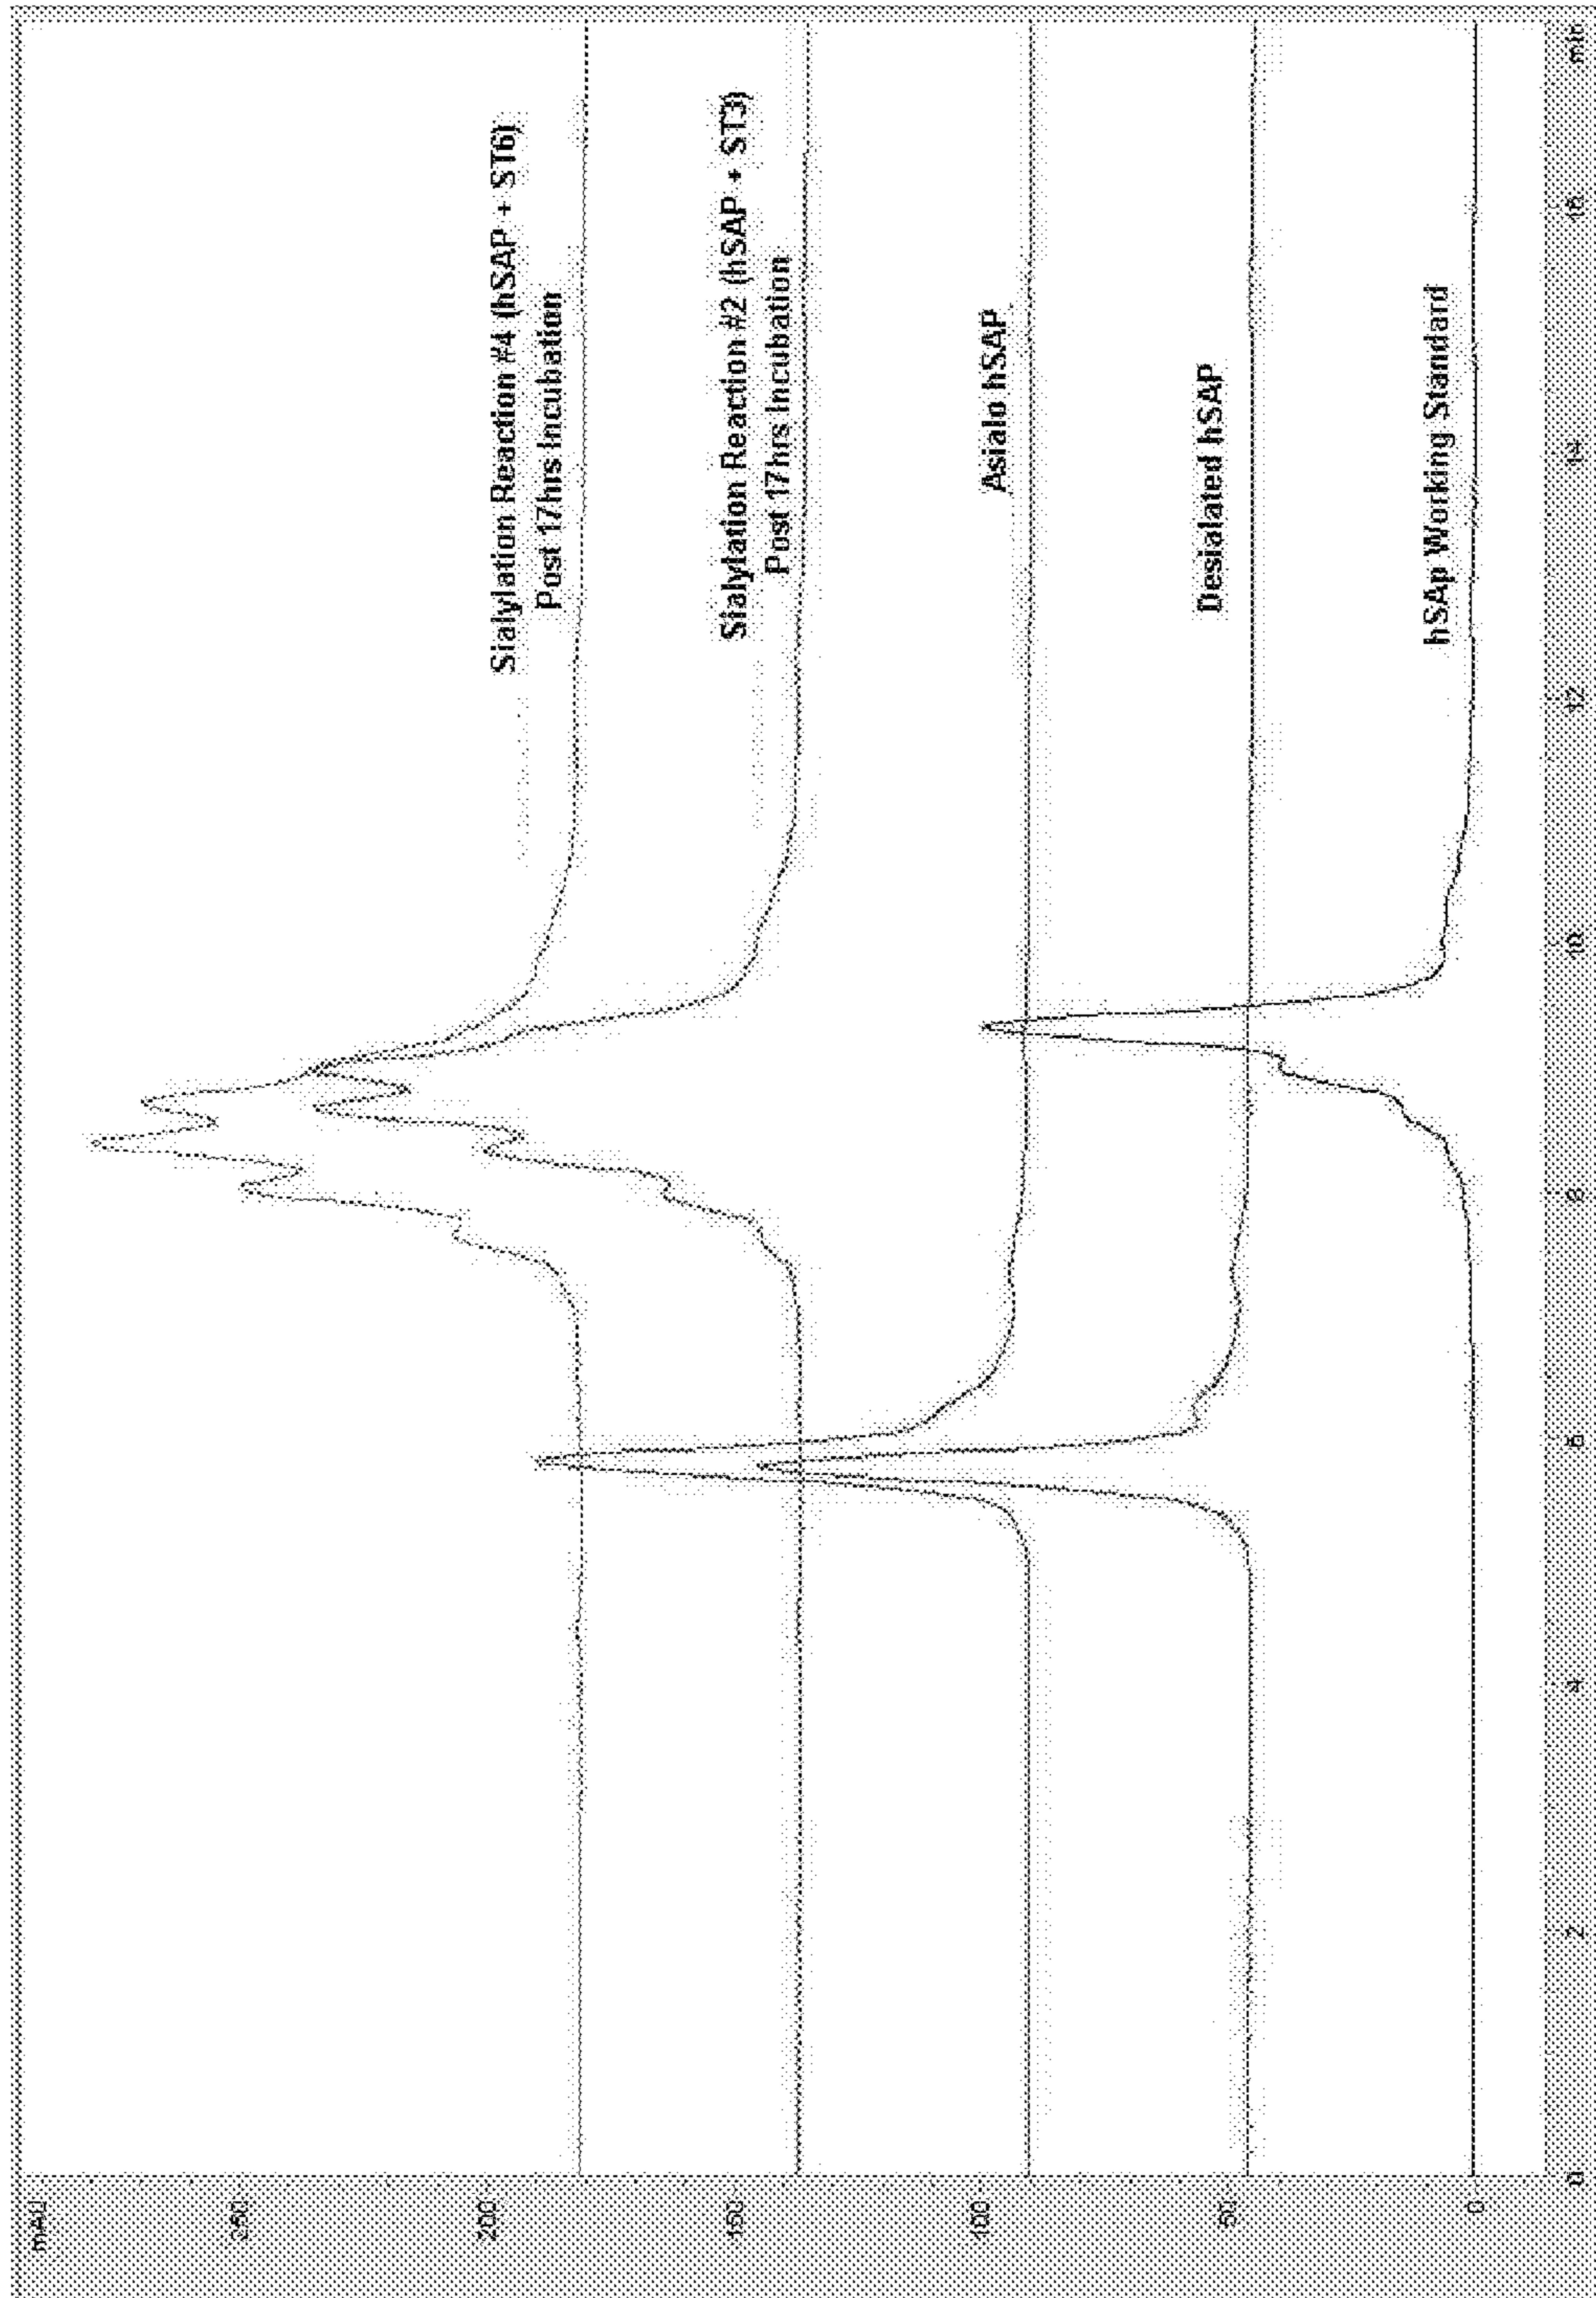 mAU
250
200
150
100
50
0
Sialylation Reaction #4 (hSAP + ST6)
Post 17hrs Incubation
Sialylation Reaction #2 (hSAP + ST3)
Post 17hrs Incubation
Asialo hSAP
Desialated hSAP
hSAp Working Standard
0
2
4
6
8
10
12
14
16
min